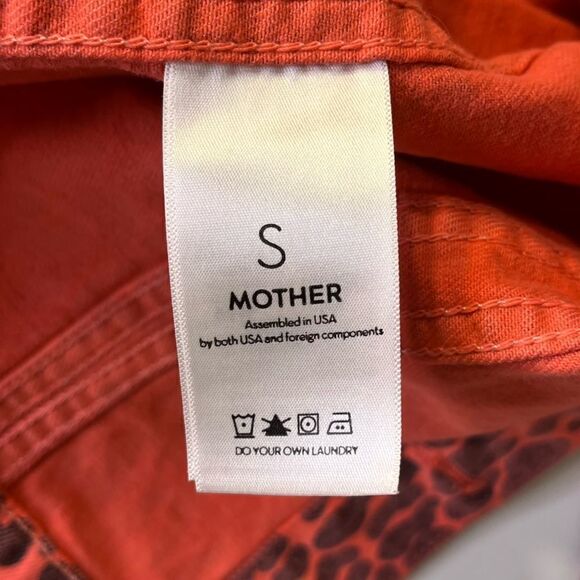 S
MOTHER
Assembled in USA
by both USA and foreign components
DO YOUR OWN LAUNDRY